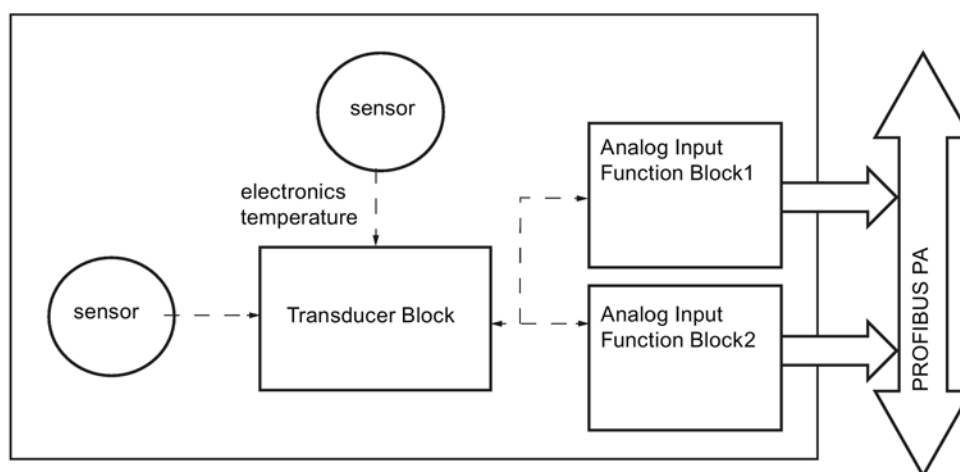 sensor
electronics
temperature
sensor
Transducer Block
Analog Input
Function Block1
Analog Input
Function Block2
PROFIBUS PA